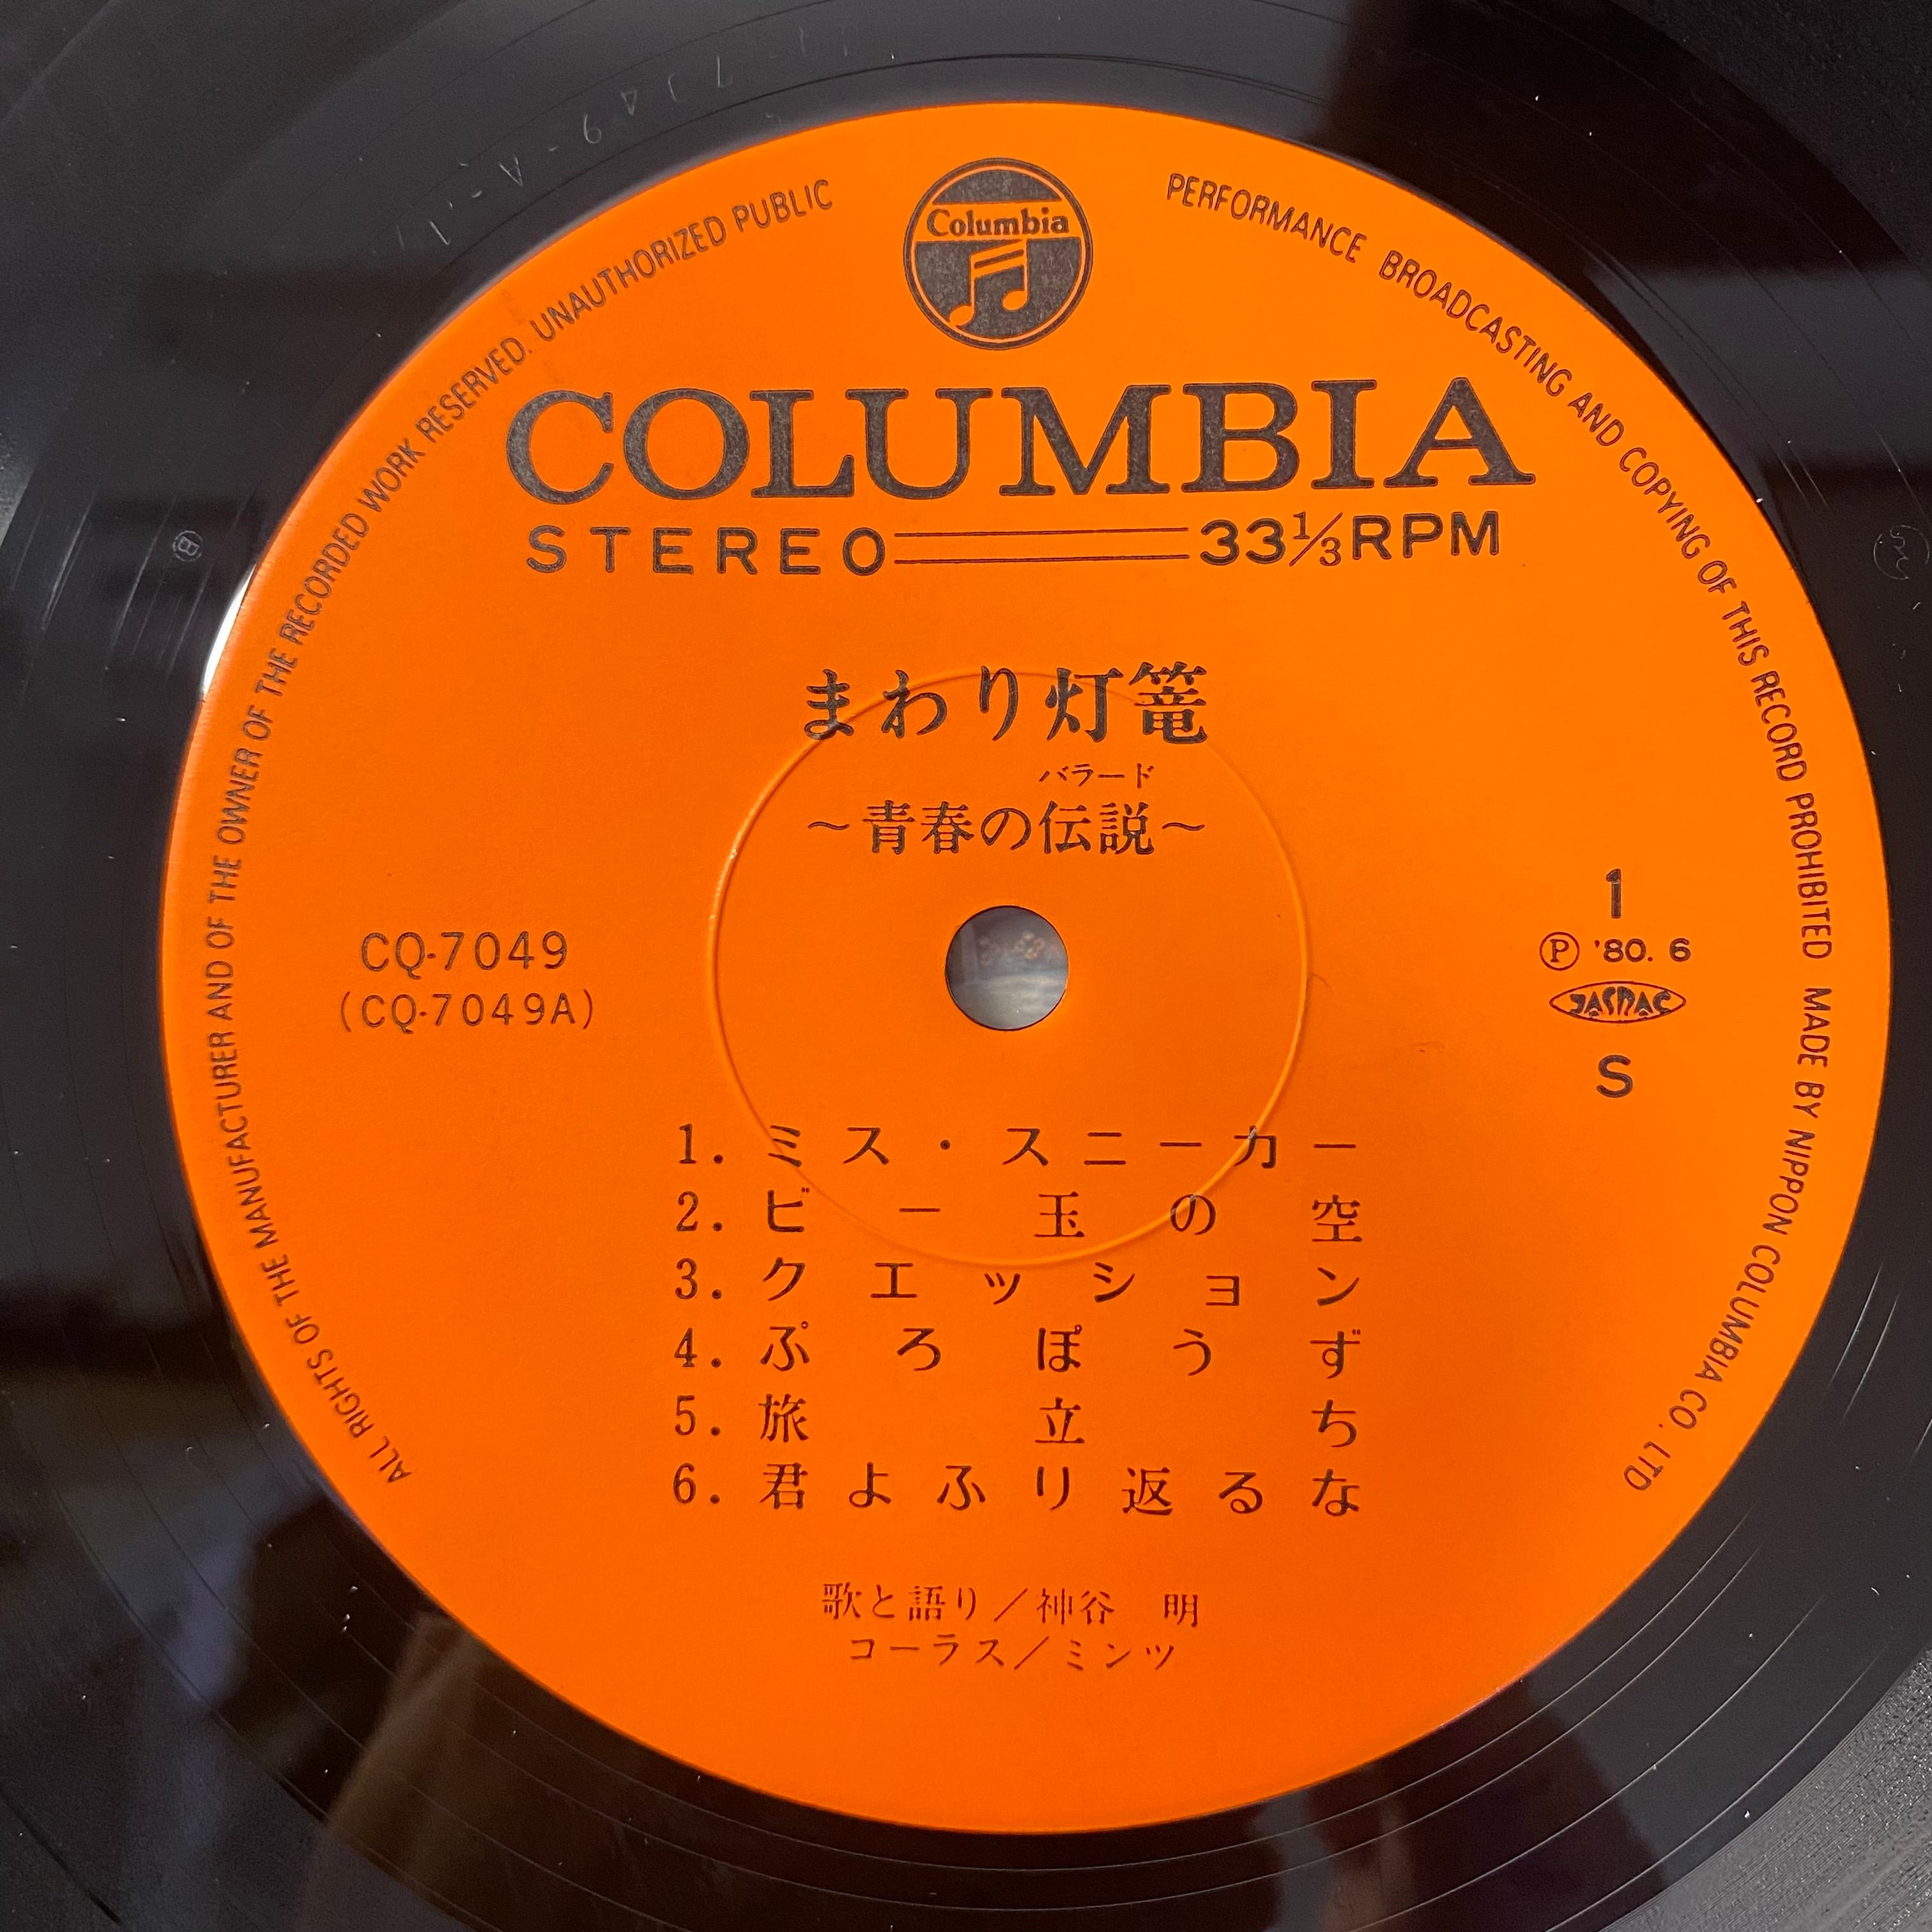 Columbia
ALL RIGHTS OF THE MANUFACTURER AND OF THE OWNER OF THE RECORDED WORK RESERVED. UNAUTHORIZED PUBLIC PERFORMANCE BROADCASTING AND COPYING OF THIS RECORD PROHIBITED MADE BY NIPPON COLUMBIA CO. LTD
COLUMBIA
STEREO 33⅓RPM
まわり灯篭
バラード
〜青春の伝説〜
CQ-7049
(CQ-7049A)
1
Ⓟ '80. 6
JASRAC
S
1. ミス・スニーカー
2. ビー玉の空
3. クエッション
4. ぷろぽうず
5. 旅立ち
6. 君よふり返るな
歌と語り／神谷 明
コーラス／ミンツ